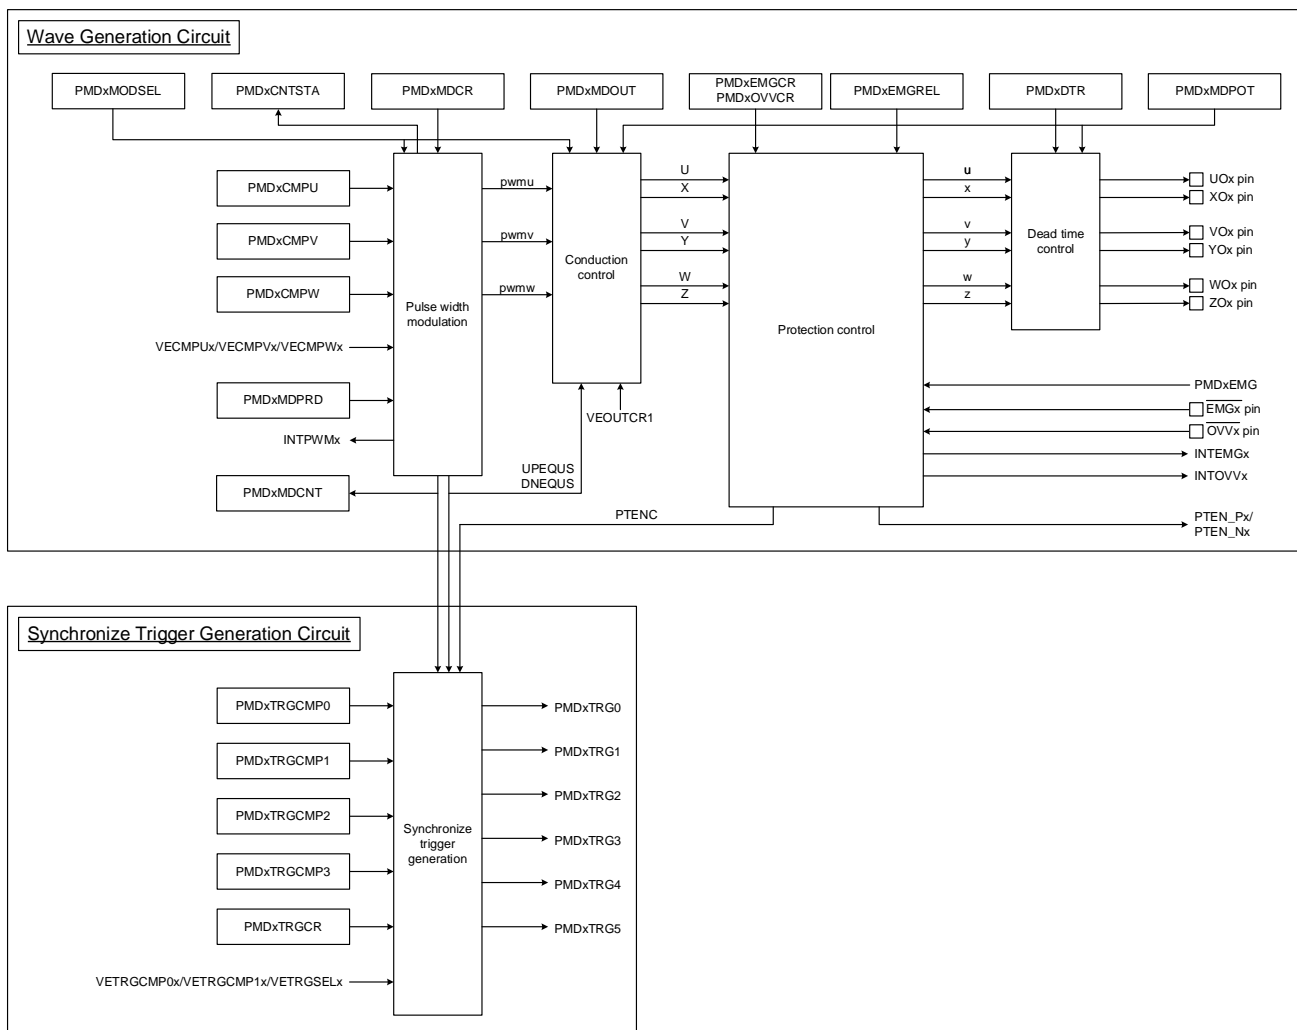 Wave Generation Circuit
PMDxMODSEL
PMDxCNTSTA
PMDxMDCR
PMDxMDOUT
PMDxEMGCR
PMDxOVVCR
PMDxEMGREL
PMDxDTR
PMDxMDPOT
PMDxCMPU
PMDxCMPV
PMDxCMPW
VECMPUx/VECMPVx/VECMPWx
PMDxMDPRD
INTPWMx
PMDxMDCNT
Pulse width
modulation
pwmu
pwmv
pwmw
Conduction
control
UPEQUS
DNEQUS
VEOUTCR1
U
X
V
Y
W
Z
Protection control
PTENC
u
x
v
y
w
z
Dead time
control
UOx pin
XOx pin
VOx pin
YOx pin
WOx pin
ZOx pin
PMDxEMG
EMGx pin
OVVx pin
INTEMGx
INTOVVx
PTEN_Px/
PTEN_Nx
Synchronize Trigger Generation Circuit
PMDxTRGCMP0
PMDxTRGCMP1
PMDxTRGCMP2
PMDxTRGCMP3
PMDxTRGCR
VETRGCMP0x/VETRGCMP1x/VETRGSELx
Synchronize
trigger
generation
PMDxTRG0
PMDxTRG1
PMDxTRG2
PMDxTRG3
PMDxTRG4
PMDxTRG5